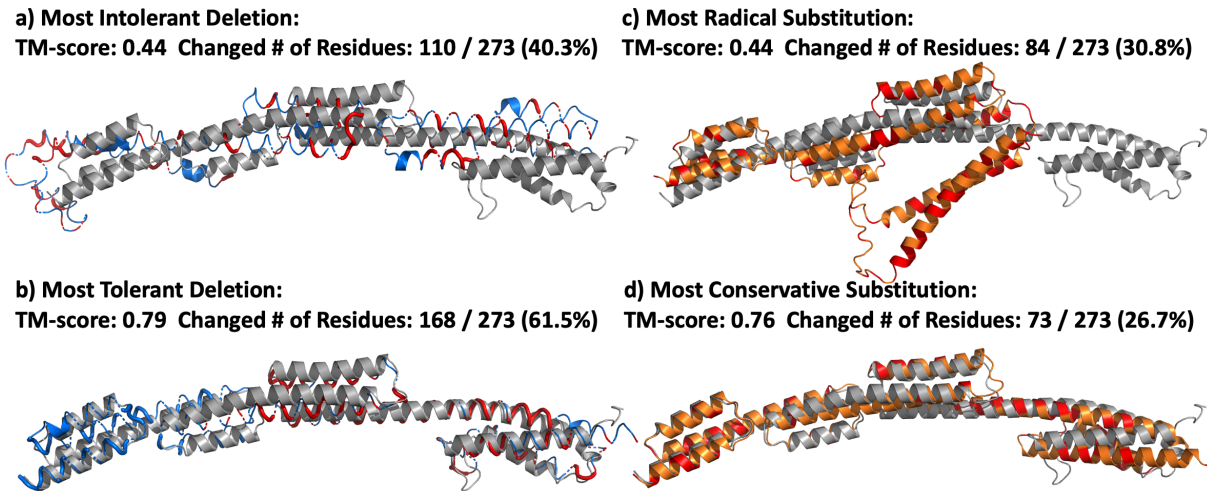 a) Most Intolerant Deletion:
TM-score: 0.44 Changed # of Residues: 110 / 273 (40.3%)
b) Most Tolerant Deletion:
TM-score: 0.79 Changed # of Residues: 168 / 273 (61.5%)
c) Most Radical Substitution:
TM-score: 0.44 Changed # of Residues: 84 / 273 (30.8%)
d) Most Conservative Substitution:
TM-score: 0.76 Changed # of Residues: 73 / 273 (26.7%)